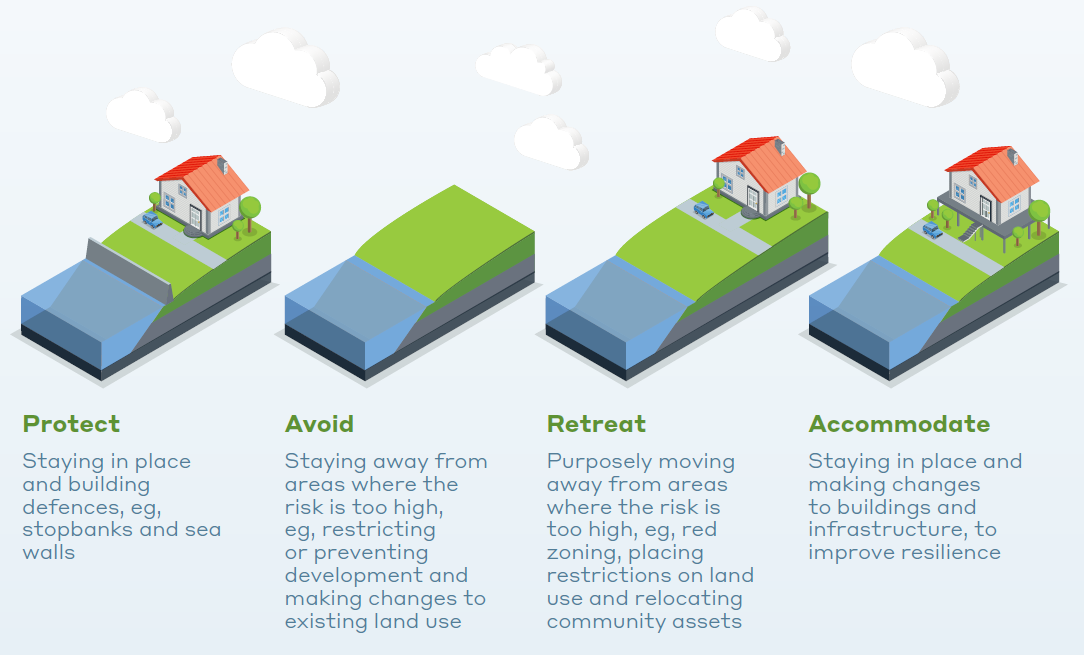 Protect
Staying in place
and building
defences, eg,
stopbanks and sea
walls
Avoid
Staying away from
areas where the
risk is too high,
eg, restricting
or preventing
development and
making changes to
existing land use
Retreat
Purposely moving
away from areas
where the risk is
too high, eg, red
zoning, placing
restrictions on land
use and relocating
community assets
Accommodate
Staying in place and
making changes
to buildings and
infrastructure, to
improve resilience